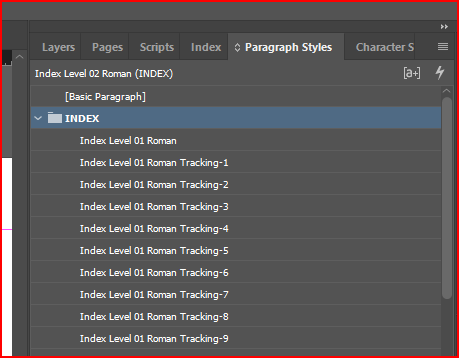 Layers Pages Scripts Index Paragraph Styles Character S
Index Level 02 Roman (INDEX) [a+]
[Basic Paragraph]
INDEX
Index Level 01 Roman
Index Level 01 Roman Tracking-1
Index Level 01 Roman Tracking-2
Index Level 01 Roman Tracking-3
Index Level 01 Roman Tracking-4
Index Level 01 Roman Tracking-5
Index Level 01 Roman Tracking-6
Index Level 01 Roman Tracking-7
Index Level 01 Roman Tracking-8
Index Level 01 Roman Tracking-9